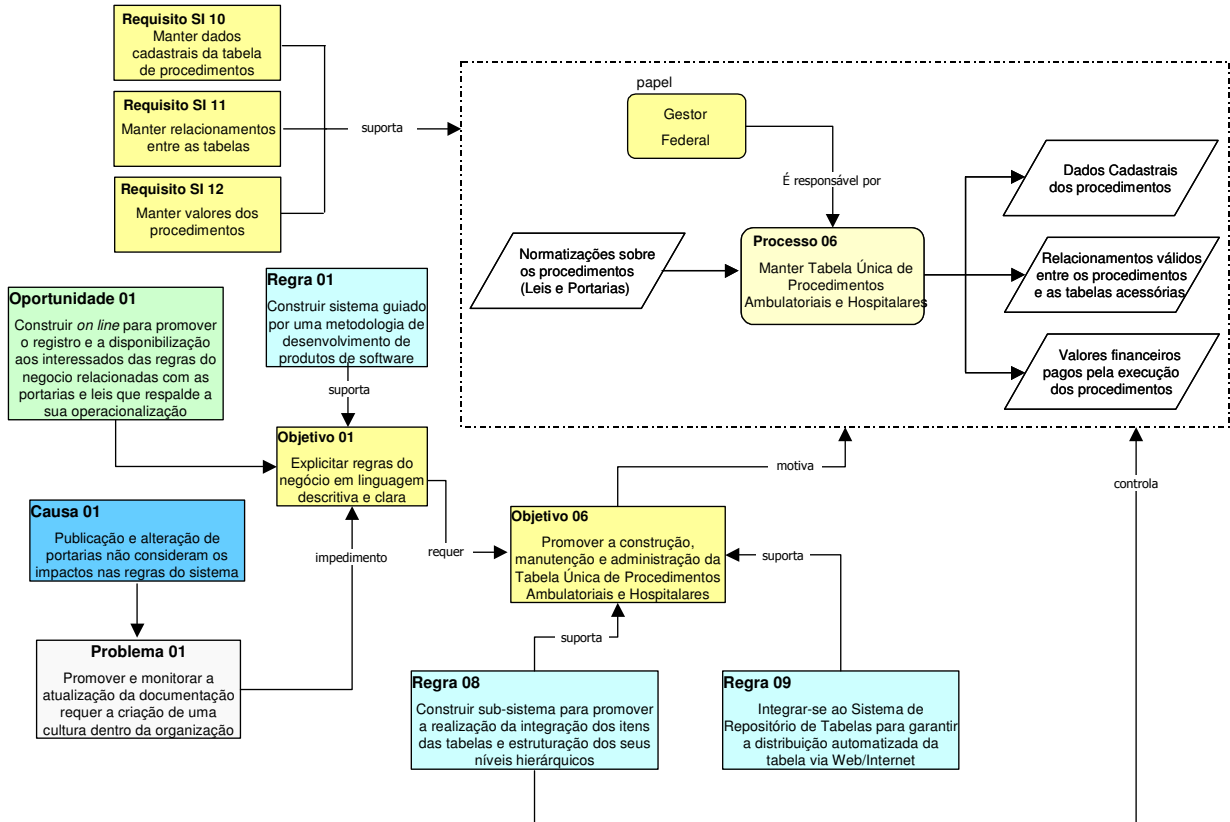 Requisito SI 10
Manter dados
cadastrais da tabela
de procedimentos
Requisito SI 11
Manter relacionamentos
entre as tabelas
Requisito SI 12
Manter valores dos
procedimentos
suporta
papel
Gestor
Federal
É responsável por
Normatizações sobre
os procedimentos
(Leis e Portarias)
Processo 06
Manter Tabela Única de
Procedimentos
Ambulatoriais e Hospitalares
Dados Cadastrais
dos procedimentos
Relacionamentos válidos
entre os procedimentos
e as tabelas acessórias
Valores financeiros
pagos pela execução
dos procedimentos
Oportunidade 01
Construir on line para promover
o registro e a disponibilização
aos interessados das regras do
negocio relacionadas com as
portarias e leis que respalde a
sua operacionalização
Regra 01
Construir sistema guiado
por uma metodologia de
desenvolvimento de
produtos de software
suporta
Objetivo 01
Explicitar regras do
negócio em linguagem
descritiva e clara
motiva
controla
Causa 01
Publicação e alteração de
portarias não consideram os
impactos nas regras do sistema
impedimento
requer
Objetivo 06
Promover a construção,
manutenção e administração da
Tabela Única de Procedimentos
Ambulatoriais e Hospitalares
suporta
suporta
Problema 01
Promover e monitorar a
atualização da documentação
requer a criação de uma
cultura dentro da organização
Regra 08
Construir sub-sistema para promover
a realização da integração dos itens
das tabelas e estruturação dos seus
níveis hierárquicos
Regra 09
Integrar-se ao Sistema de
Repositório de Tabelas para garantir
a distribuição automatizada da
tabela via Web/Internet